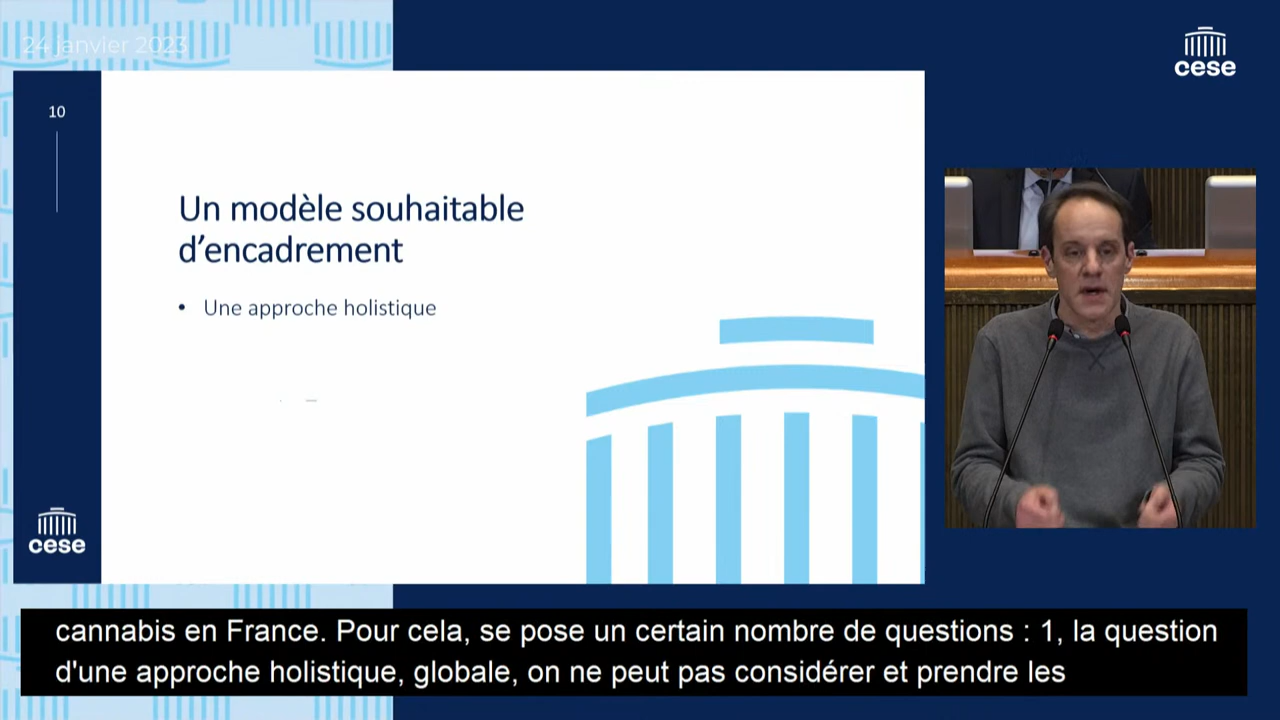 24 janvier 2023
cese
10
Un modèle souhaitable
d'encadrement
• Une approche holistique
cese
cannabis en France. Pour cela, se pose un certain nombre de questions : 1, la question
d'une approche holistique, globale, on ne peut pas considérer et prendre les